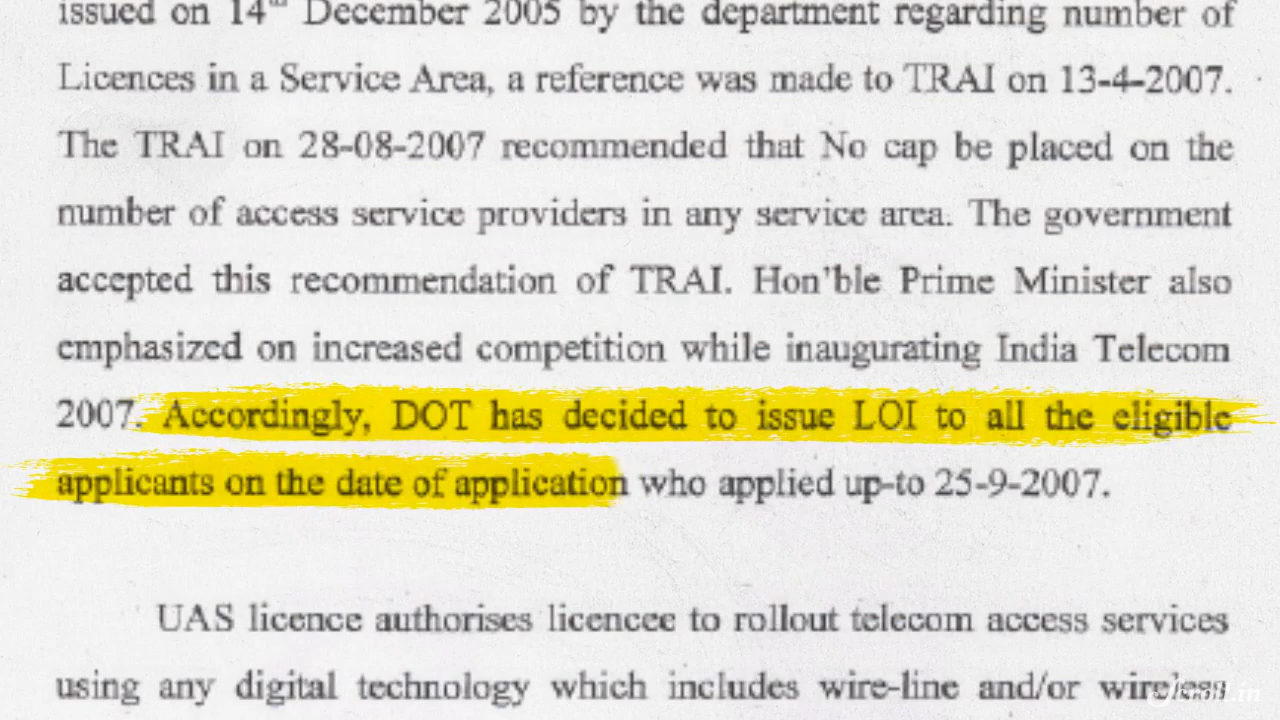 issued on 14th December 2005 by the department regarding number of
Licences in a Service Area, a reference was made to TRAI on 13-4-2007.
The TRAI on 28-08-2007 recommended that No cap be placed on the
number of access service providers in any service area. The government
accepted this recommendation of TRAI. Hon'ble Prime Minister also
emphasized on increased competition while inaugurating India Telecom
2007. Accordingly, DOT has decided to issue LOI to all the eligible
applicants on the date of application who applied up-to 25-9-2007.
UAS licence authorises licencee to rollout telecom access services
using any digital technology which includes wire-line and/or wireless
Scroll.in